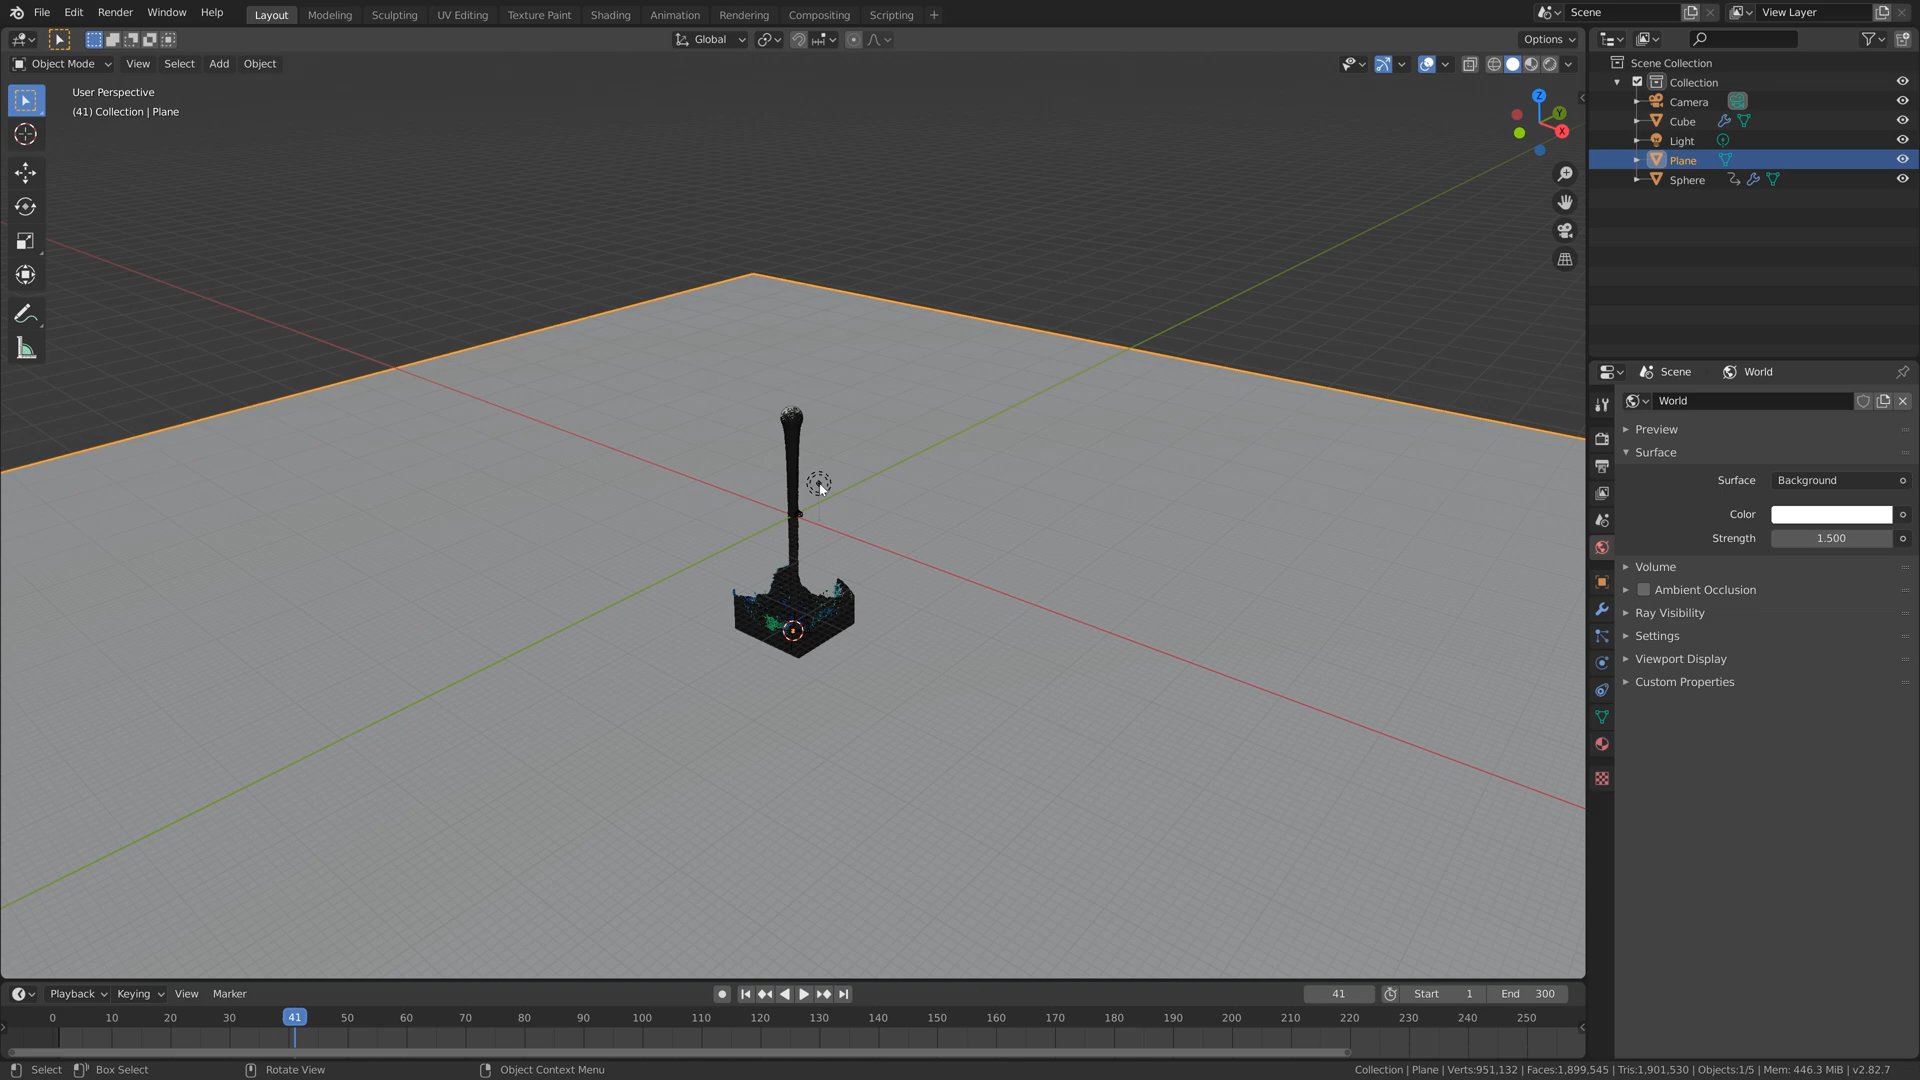 File Edit Render Window Help Layout Modeling Sculpting UV Editing Texture Paint Shading Animation Rendering Compositing Scripting + Scene View Layer
Global Options
Object Mode View Select Add Object
User Perspective
(41) Collection | Plane
Z
Y
X
Scene Collection
Collection
Camera
Cube
Light
Plane
Sphere
Scene World
World
Preview
Surface
Surface Background
Color
Strength 1.500
Volume
Ambient Occlusion
Ray Visibility
Settings
Viewport Display
Custom Properties
Playback Keying View Marker 41 Start 1 End 300
0 10 20 30 41 50 60 70 80 90 100 110 120 130 140 150 160 170 180 190 200 210 220 230 240 250
Select Box Select Rotate View Object Context Menu Collection | Plane | Verts:951,132 | Faces:1,899,545 | Tris:1,901,530 | Objects:1/5 | Mem: 446.3 MiB | v2.82.7